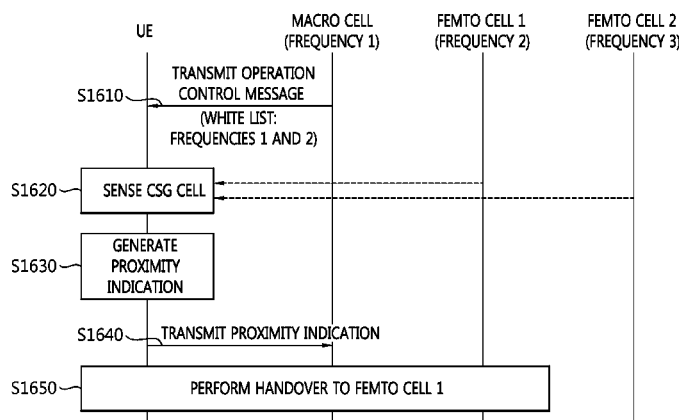 UE
MACRO CELL
(FREQUENCY 1)
FEMTO CELL 1
(FREQUENCY 2)
FEMTO CELL 2
(FREQUENCY 3)
S1610
TRANSMIT OPERATION
CONTROL MESSAGE
(WHITE LIST:
FREQUENCIES 1 AND 2)
S1620
SENSE CSG CELL
S1630
GENERATE
PROXIMITY
INDICATION
S1640
TRANSMIT PROXIMITY INDICATION
S1650
PERFORM HANDOVER TO FEMTO CELL 1